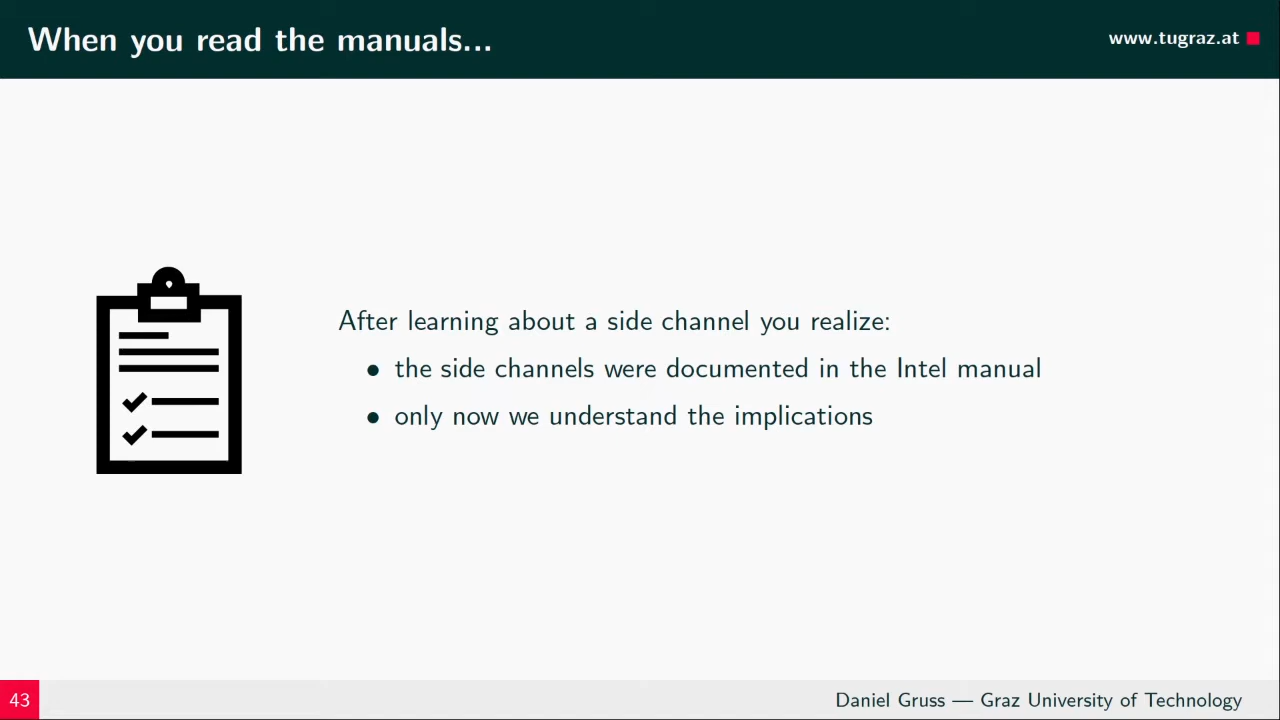 When you read the manuals...
www.tugraz.at
After learning about a side channel you realize:
• the side channels were documented in the Intel manual
• only now we understand the implications
43
Daniel Gruss — Graz University of Technology